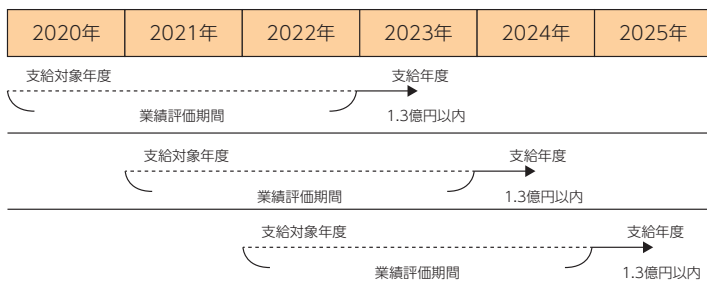 2020年 2021年 2022年 2023年 2024年 2025年
支給対象年度 支給年度
業績評価期間 1.3億円以内
支給対象年度 支給年度
業績評価期間 1.3億円以内
支給対象年度 支給年度
業績評価期間 1.3億円以内